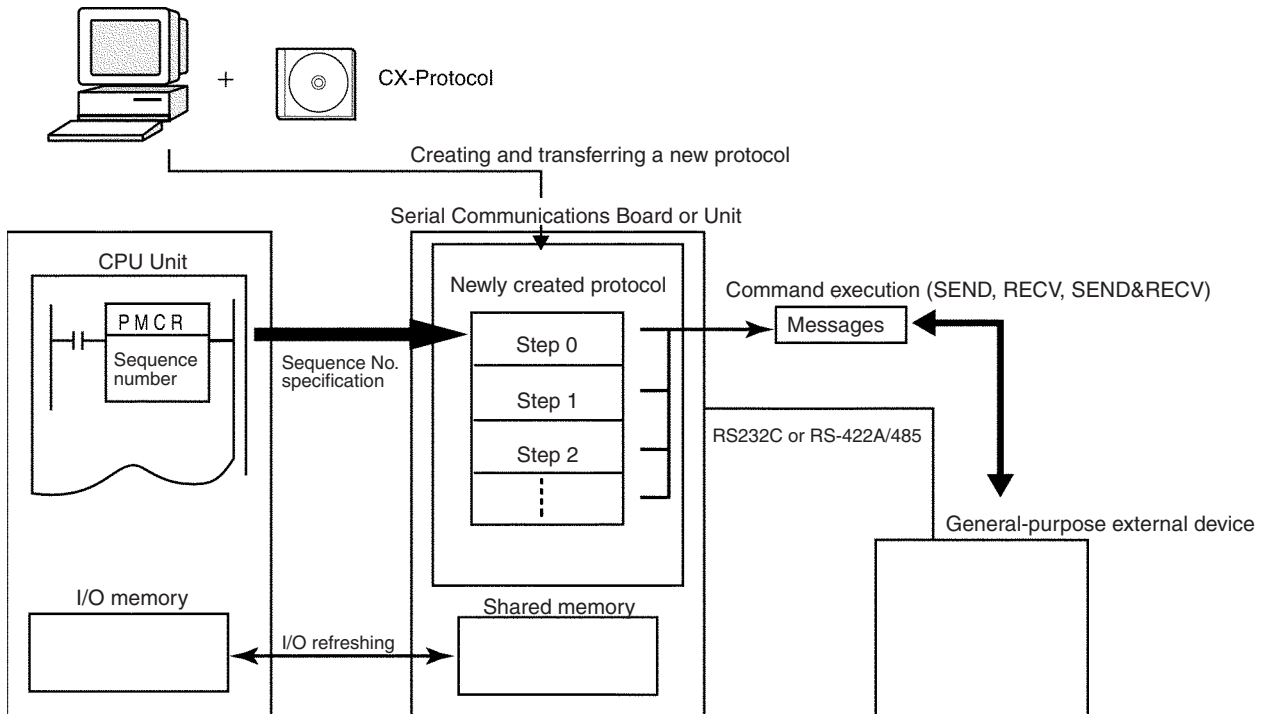 +
CX-Protocol
Creating and transferring a new protocol
Serial Communications Board or Unit
CPU Unit
PMCR
Sequence
number
Sequence No.
specification
Newly created protocol
Step 0
Step 1
Step 2
Command execution (SEND, RECV, SEND&RECV)
Messages
RS232C or RS-422A/485
General-purpose external device
I/O memory
I/O refreshing
Shared memory